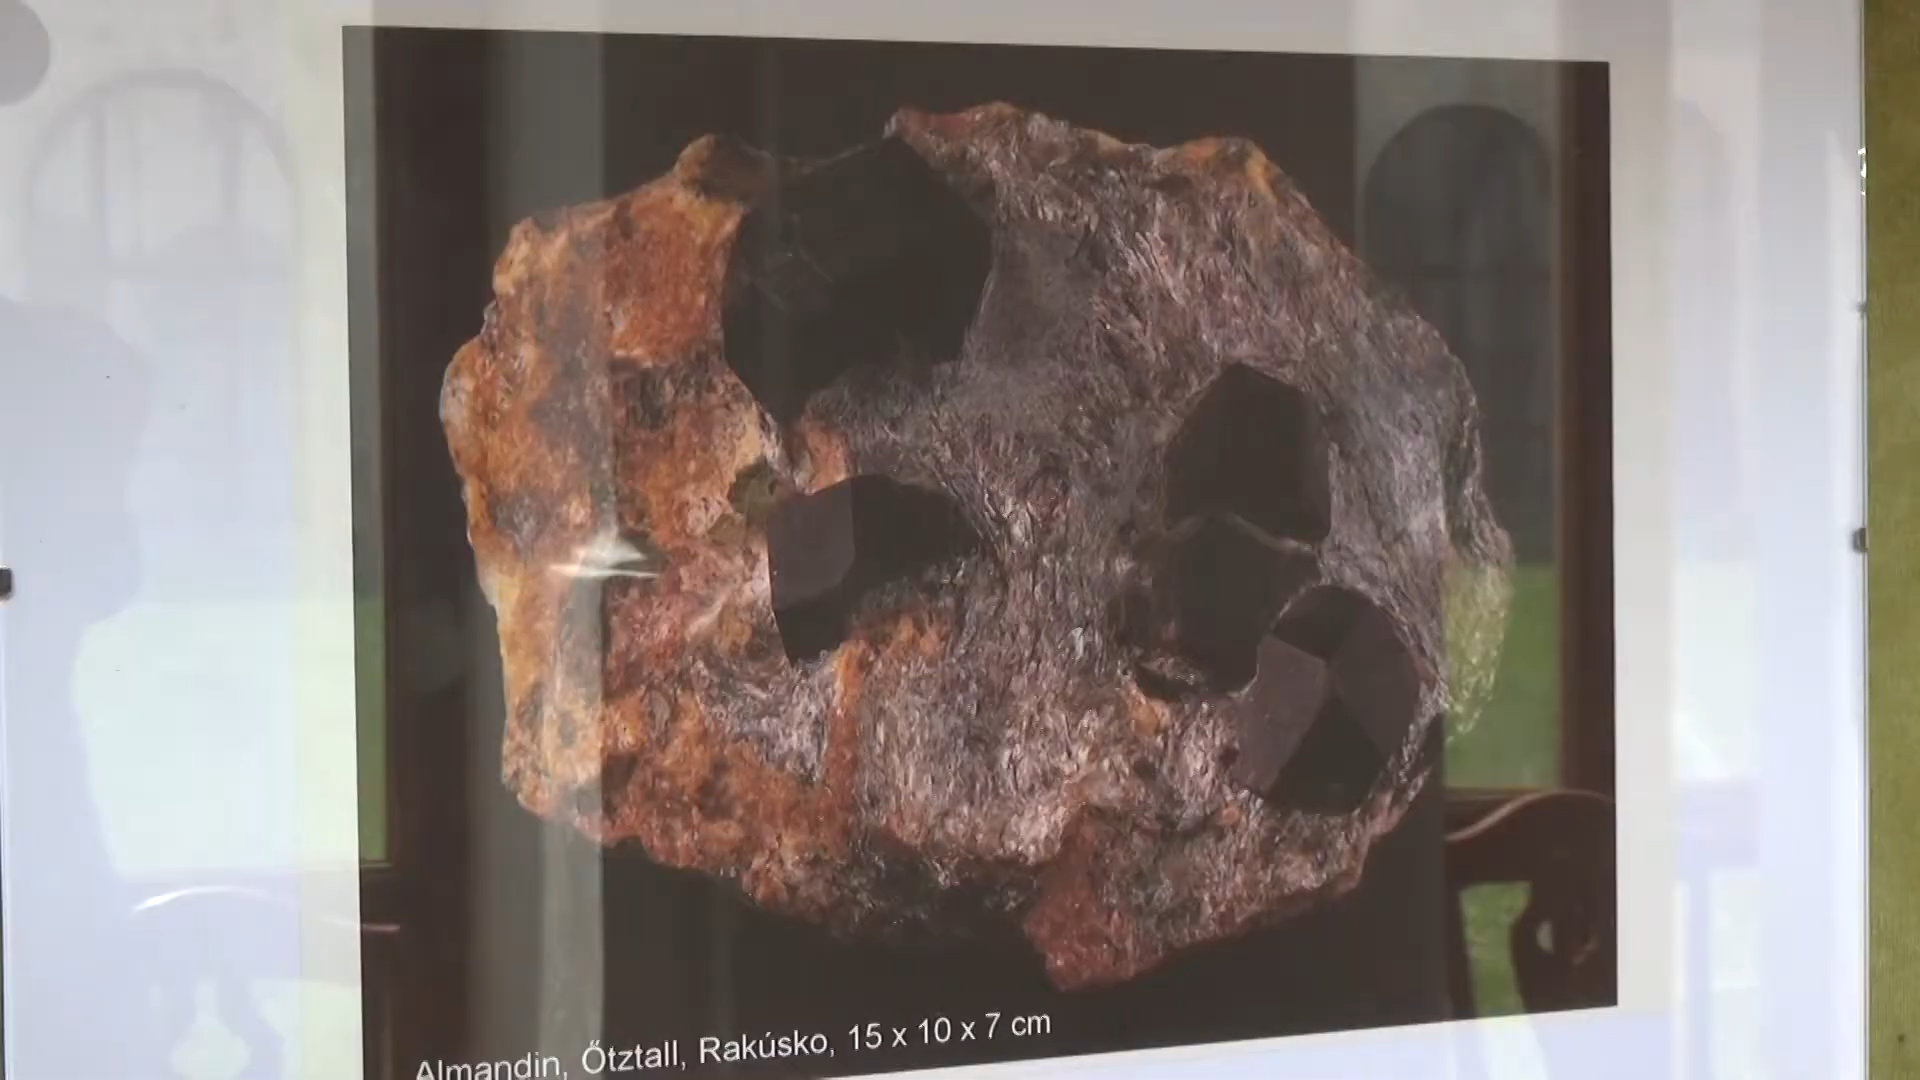 Almandin, Őtztall, Rakúsko, 15 x 10 x 7 cm